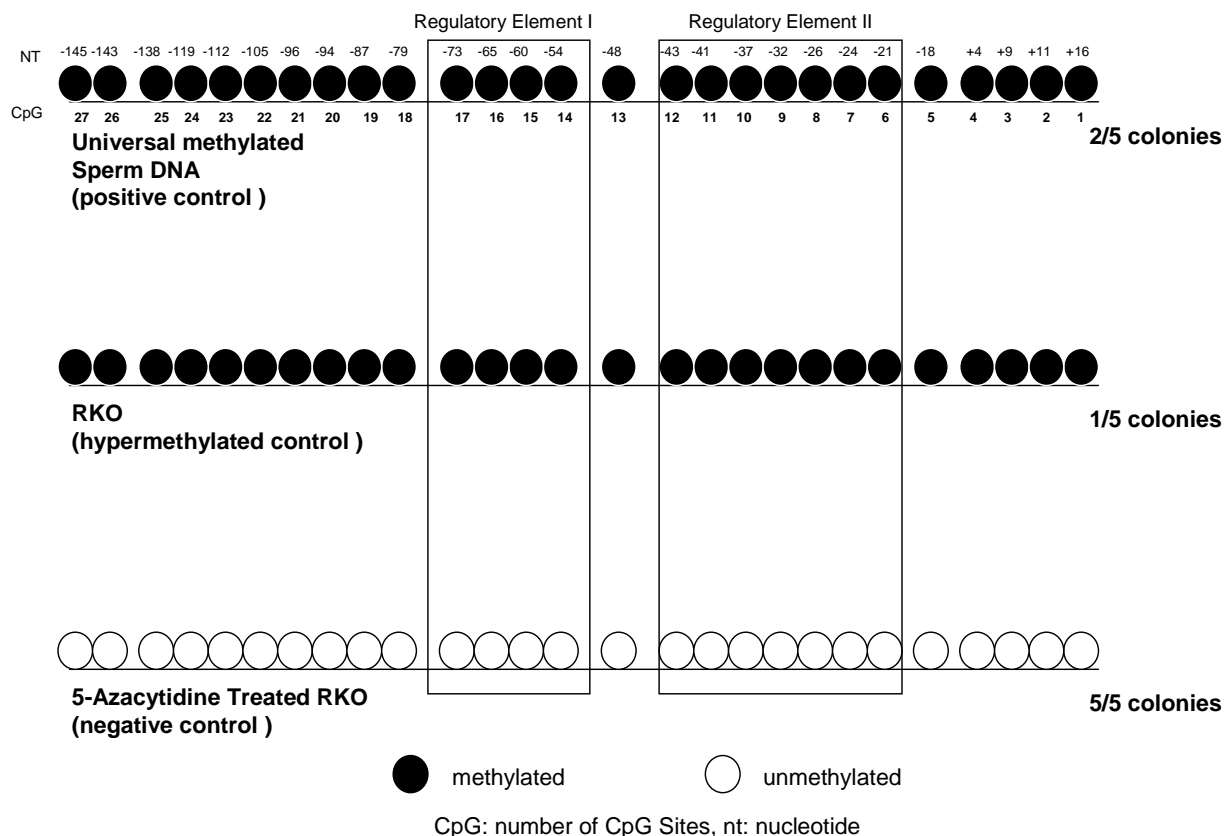 Regulatory Element I Regulatory Element II
NT -145 -143 -138 -119 -112 -105 -96 -94 -87 -79 -73 -65 -60 -54 -48 -43 -41 -37 -32 -26 -24 -21 -18 +4 +9 +11 +16
CpG 27 26 25 24 23 22 21 20 19 18 17 16 15 14 13 12 11 10 9 8 7 6 5 4 3 2 1
Universal methylated
Sperm DNA
(positive control )
2/5 colonies
RKO
(hypermethylated control )
1/5 colonies
5-Azacytidine Treated RKO
(negative control )
5/5 colonies
methylated unmethylated
CpG: number of CpG Sites, nt: nucleotide